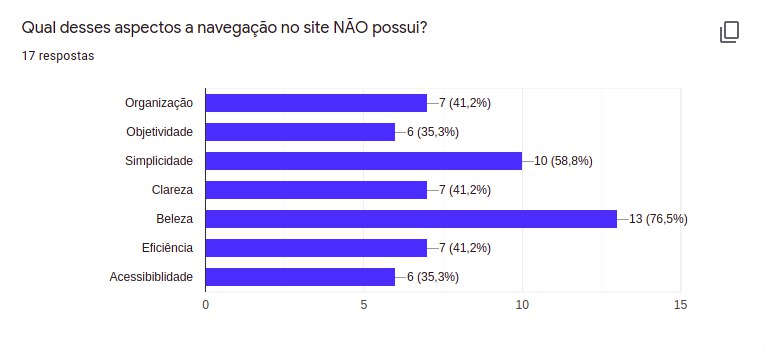 Qual desses aspectos a navegação no site NÃO possui?
17 respostas
Organização 7 (41,2%)
Objetividade 6 (35,3%)
Simplicidade 10 (58,8%)
Clareza 7 (41,2%)
Beleza 13 (76,5%)
Eficiência 7 (41,2%)
Acessibiblidade 6 (35,3%)
0 5 10 15